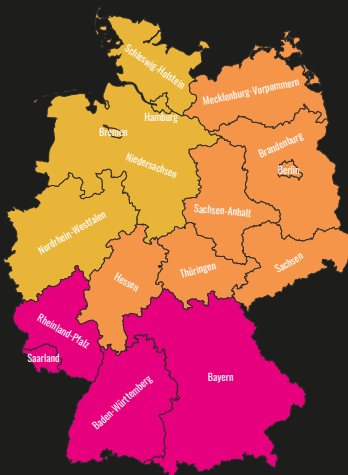 Schleswig-Holstein
Mecklenburg-Vorpommern
Hamberg
Bremen
Brandenburg
Niedersachsen
Berlin
Sachsen-Anhalt
Nordrhein-Westfalen
Sachsen
Thüringen
Hessen
Rheinland-Pfalz
Saarland
Bayern
Baden-Württemberg